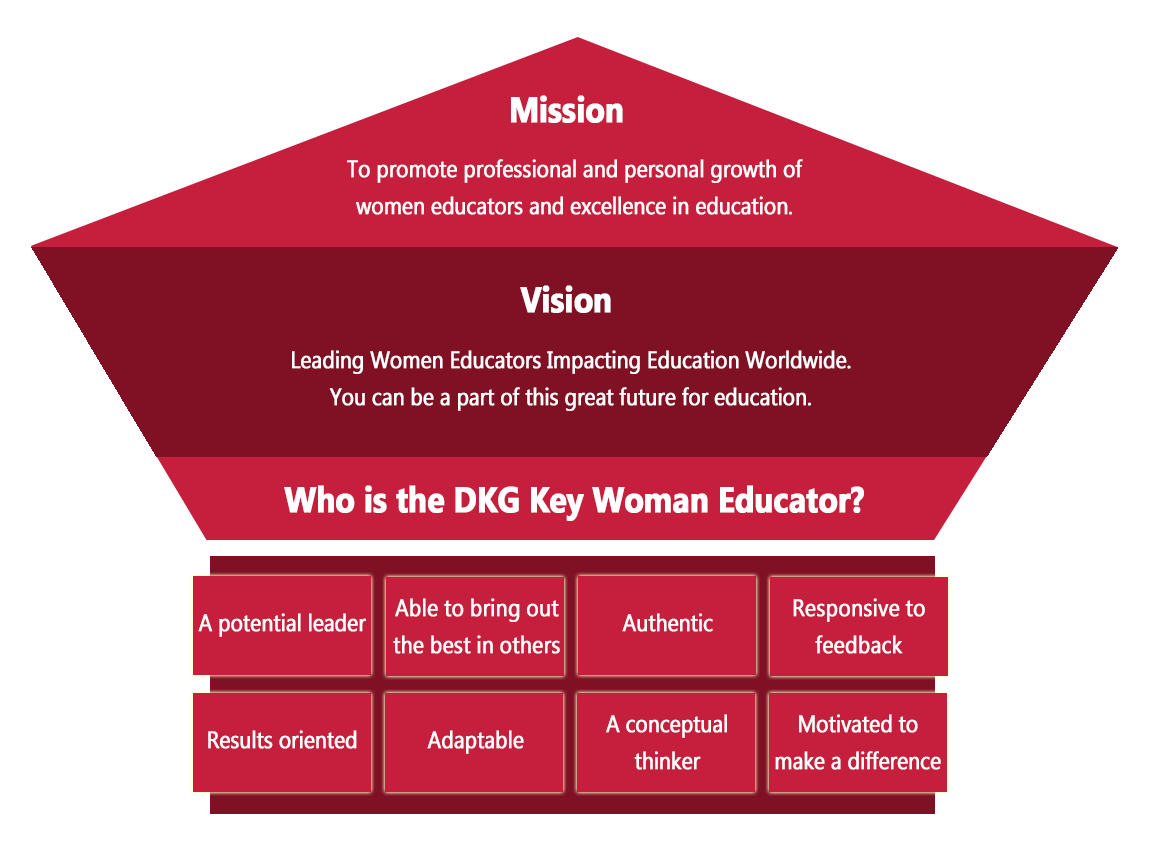 Mission
To promote professional and personal growth of
women educators and excellence in education.
Vision
Leading Women Educators Impacting Education Worldwide.
You can be a part of this great future for education.
Who is the DKG Key Woman Educator?
A potential leader
Able to bring out
the best in others
Authentic
Responsive to
feedback
Results oriented
Adaptable
A conceptual
thinker
Motivated to
make a difference